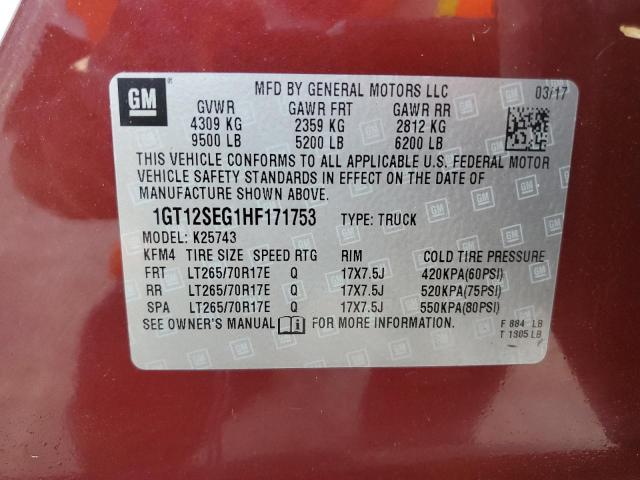 GM
MFD BY GENERAL MOTORS LLC 03/17
GVWR GAWR FRT GAWR RR
4309 KG 2359 KG 2812 KG
9500 LB 5200 LB 6200 LB
THIS VEHICLE CONFORMS TO ALL APPLICABLE U.S. FEDERAL MOTOR
VEHICLE SAFETY STANDARDS IN EFFECT ON THE DATE OF
MANUFACTURE SHOWN ABOVE.
1GT12SEG1HF171753 TYPE: TRUCK
MODEL: K25743
KFM4 TIRE SIZE SPEED RTG RIM COLD TIRE PRESSURE
FRT LT265/70R17E Q 17X7.5J 420KPA(60PSI)
RR LT265/70R17E Q 17X7.5J 520KPA(75PSI)
SPA LT265/70R17E Q 17X7.5J 550KPA(80PSI)
SEE OWNER'S MANUAL FOR MORE INFORMATION. F 884 LB
T 1305 LB